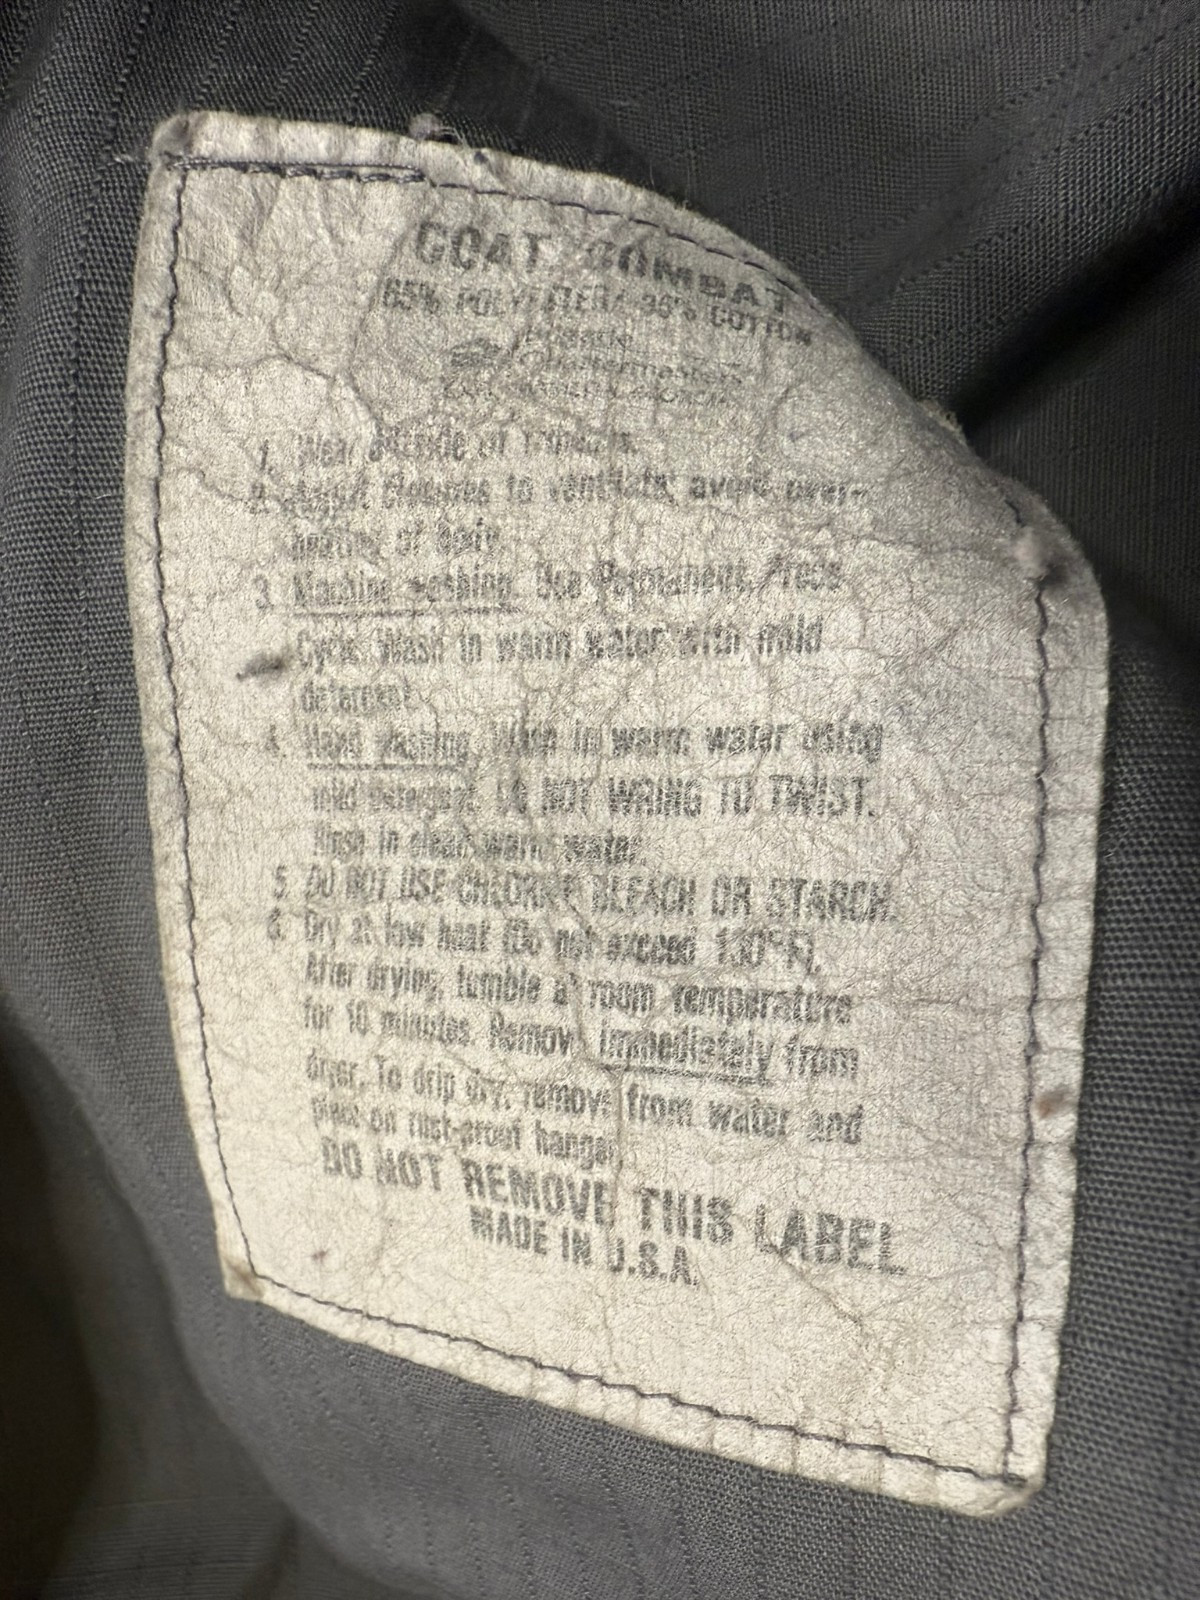 COAT, COMBAT
65% POLYESTER/ 35% COTTON
1. Wear outside of trousers.
2. Adjust closures to ventilate; avoid over-
heating of body.
3. Machine washing. Use Permanent Press
Cycle. Wash in warm water with mild
detergent.
4. Hand washing. Wash in warm water using
mild detergent. DO NOT WRING TO TWIST.
Rinse in clean warm water.
5. DO NOT USE CHLORINE BLEACH OR STARCH.
6. Dry at low heat (Do not exceed 130°F).
After drying, tumble at room temperature
for 10 minutes. Remove immediately from
dryer. To drip dry, remove from water and
place on rust-proof hanger.
DO NOT REMOVE THIS LABEL
MADE IN U.S.A.